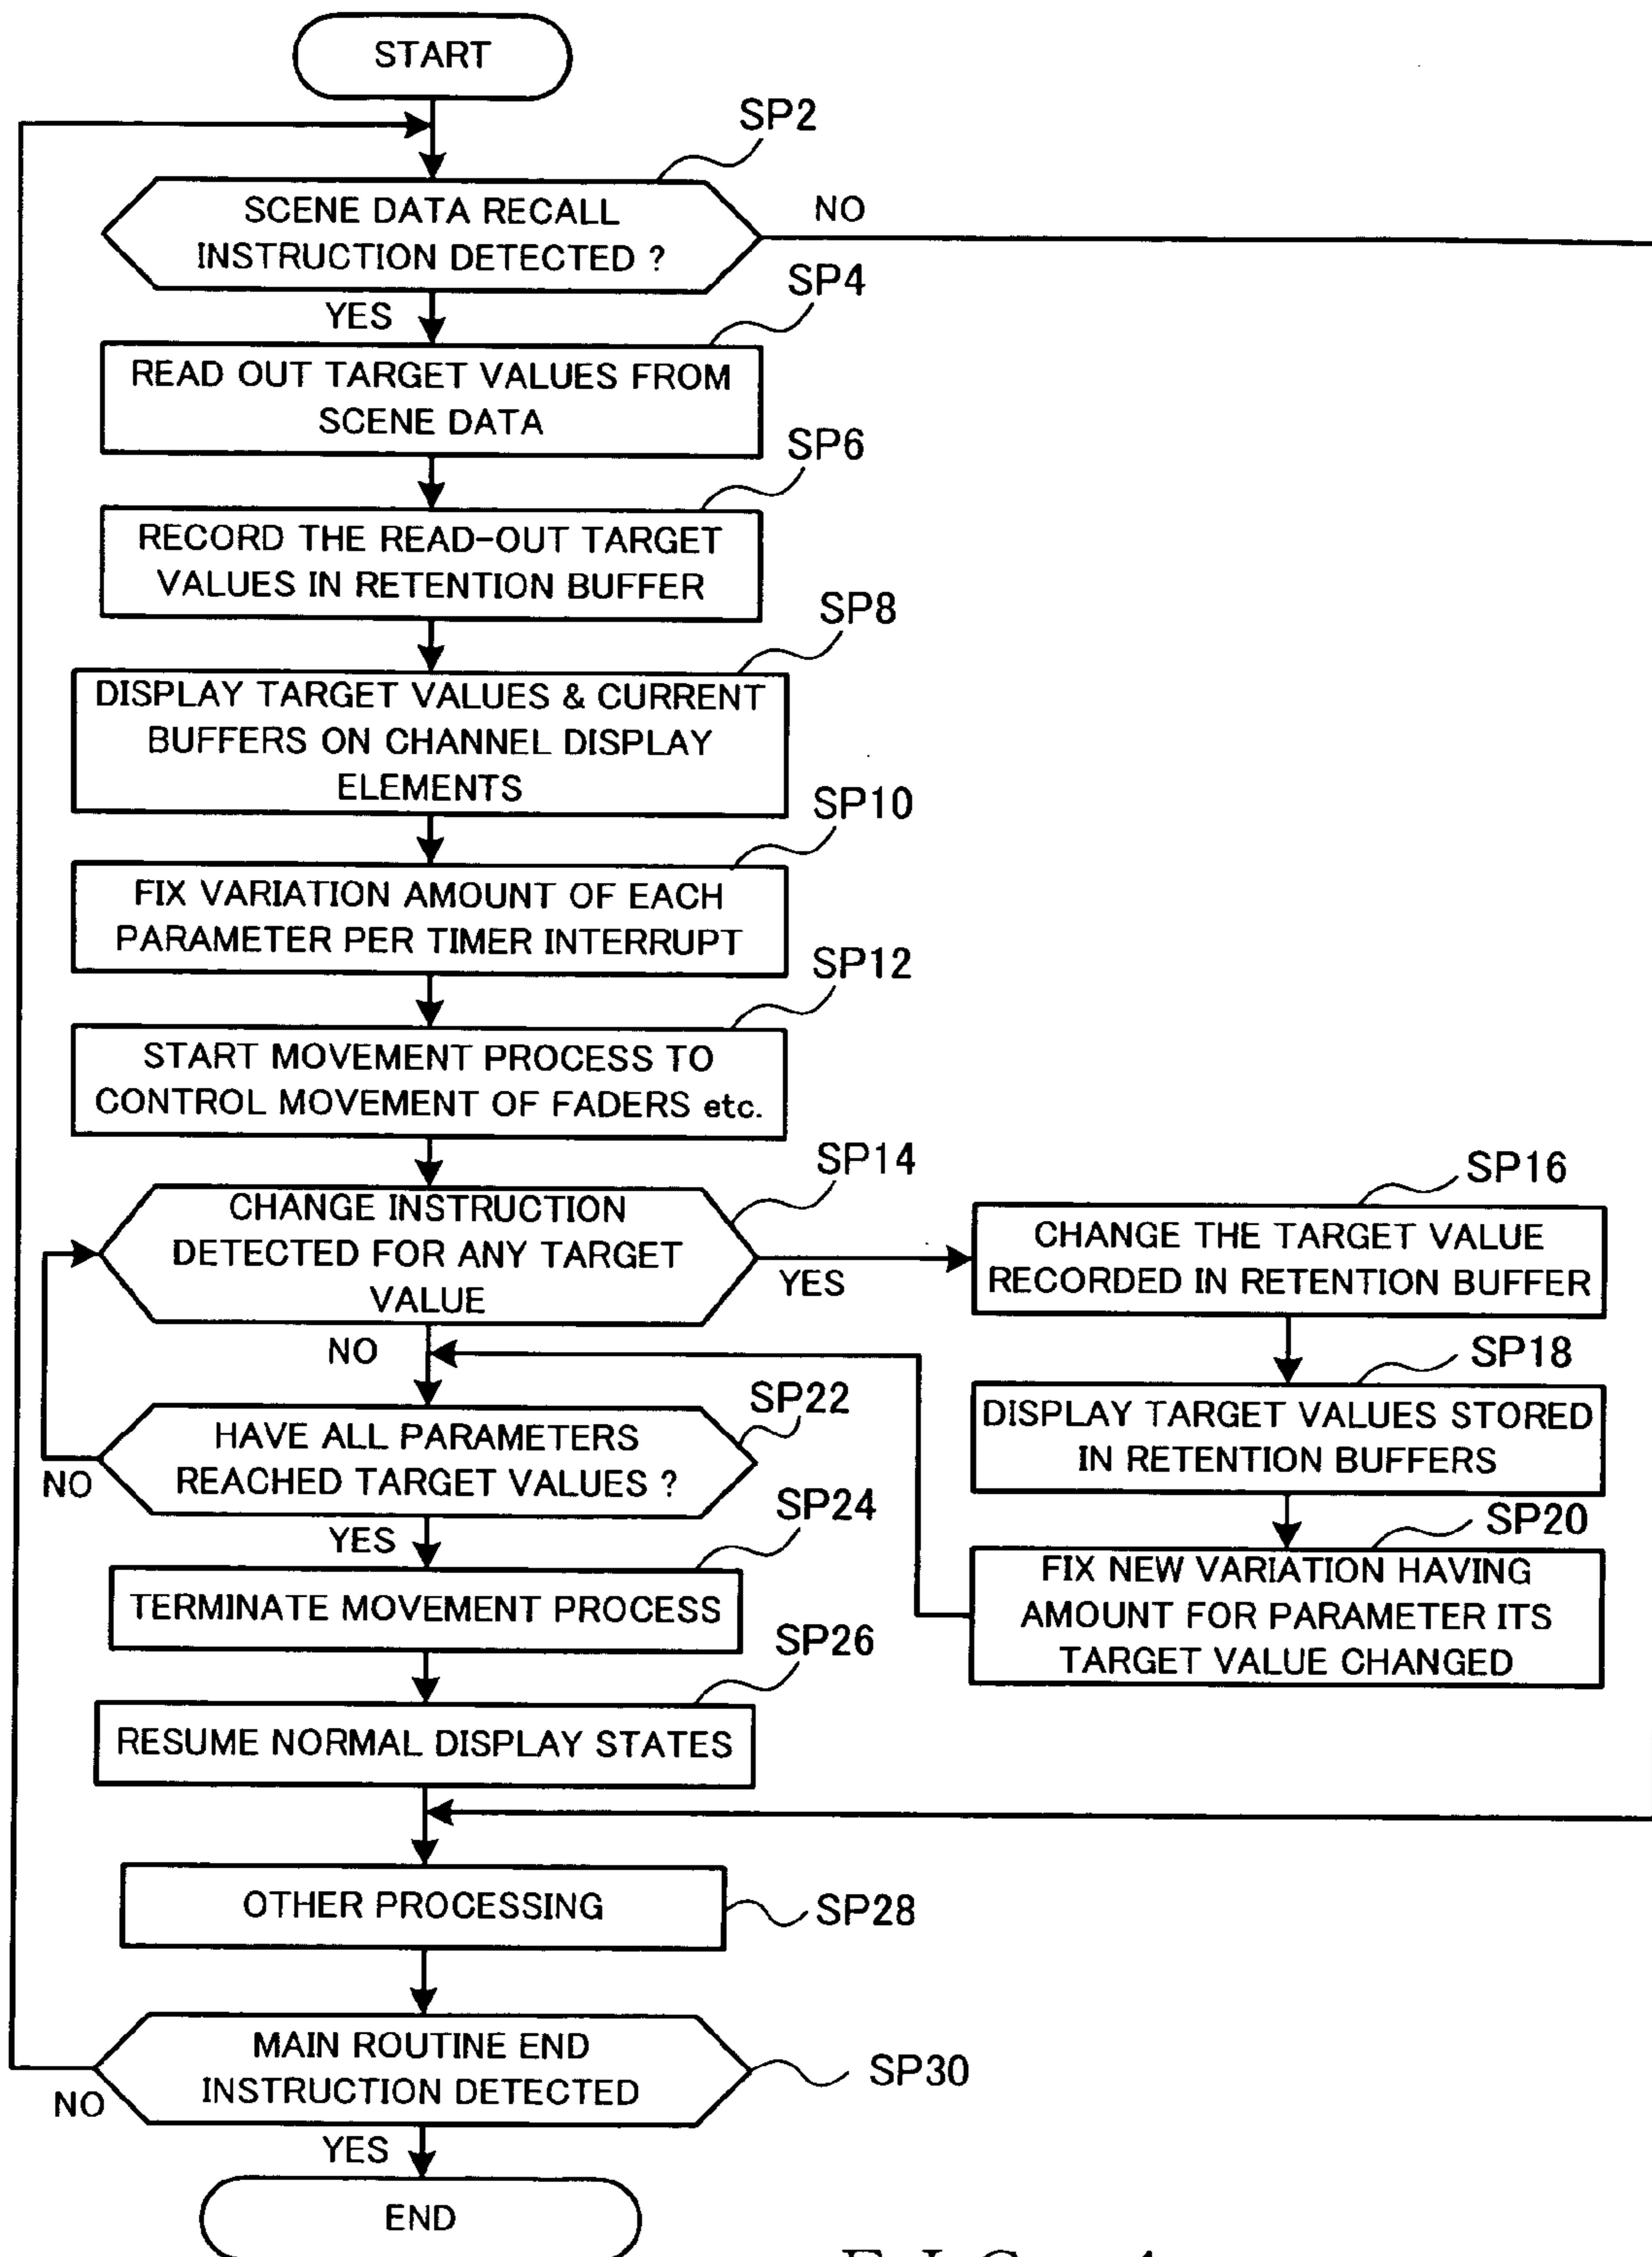 START
SP2
SCENE DATA RECALL
INSTRUCTION DETECTED ?
NO
YES
SP4
READ OUT TARGET VALUES FROM
SCENE DATA
SP6
RECORD THE READ-OUT TARGET
VALUES IN RETENTION BUFFER
SP8
DISPLAY TARGET VALUES & CURRENT
BUFFERS ON CHANNEL DISPLAY
ELEMENTS
SP10
FIX VARIATION AMOUNT OF EACH
PARAMETER PER TIMER INTERRUPT
SP12
START MOVEMENT PROCESS TO
CONTROL MOVEMENT OF FADERS etc.
SP14
CHANGE INSTRUCTION
DETECTED FOR ANY TARGET
VALUE
YES
NO
SP16
CHANGE THE TARGET VALUE
RECORDED IN RETENTION BUFFER
SP18
DISPLAY TARGET VALUES STORED
IN RETENTION BUFFERS
SP20
FIX NEW VARIATION HAVING
AMOUNT FOR PARAMETER ITS
TARGET VALUE CHANGED
SP22
HAVE ALL PARAMETERS
REACHED TARGET VALUES ?
NO
YES
SP24
TERMINATE MOVEMENT PROCESS
SP26
RESUME NORMAL DISPLAY STATES
OTHER PROCESSING
SP28
MAIN ROUTINE END
INSTRUCTION DETECTED
SP30
NO
YES
END